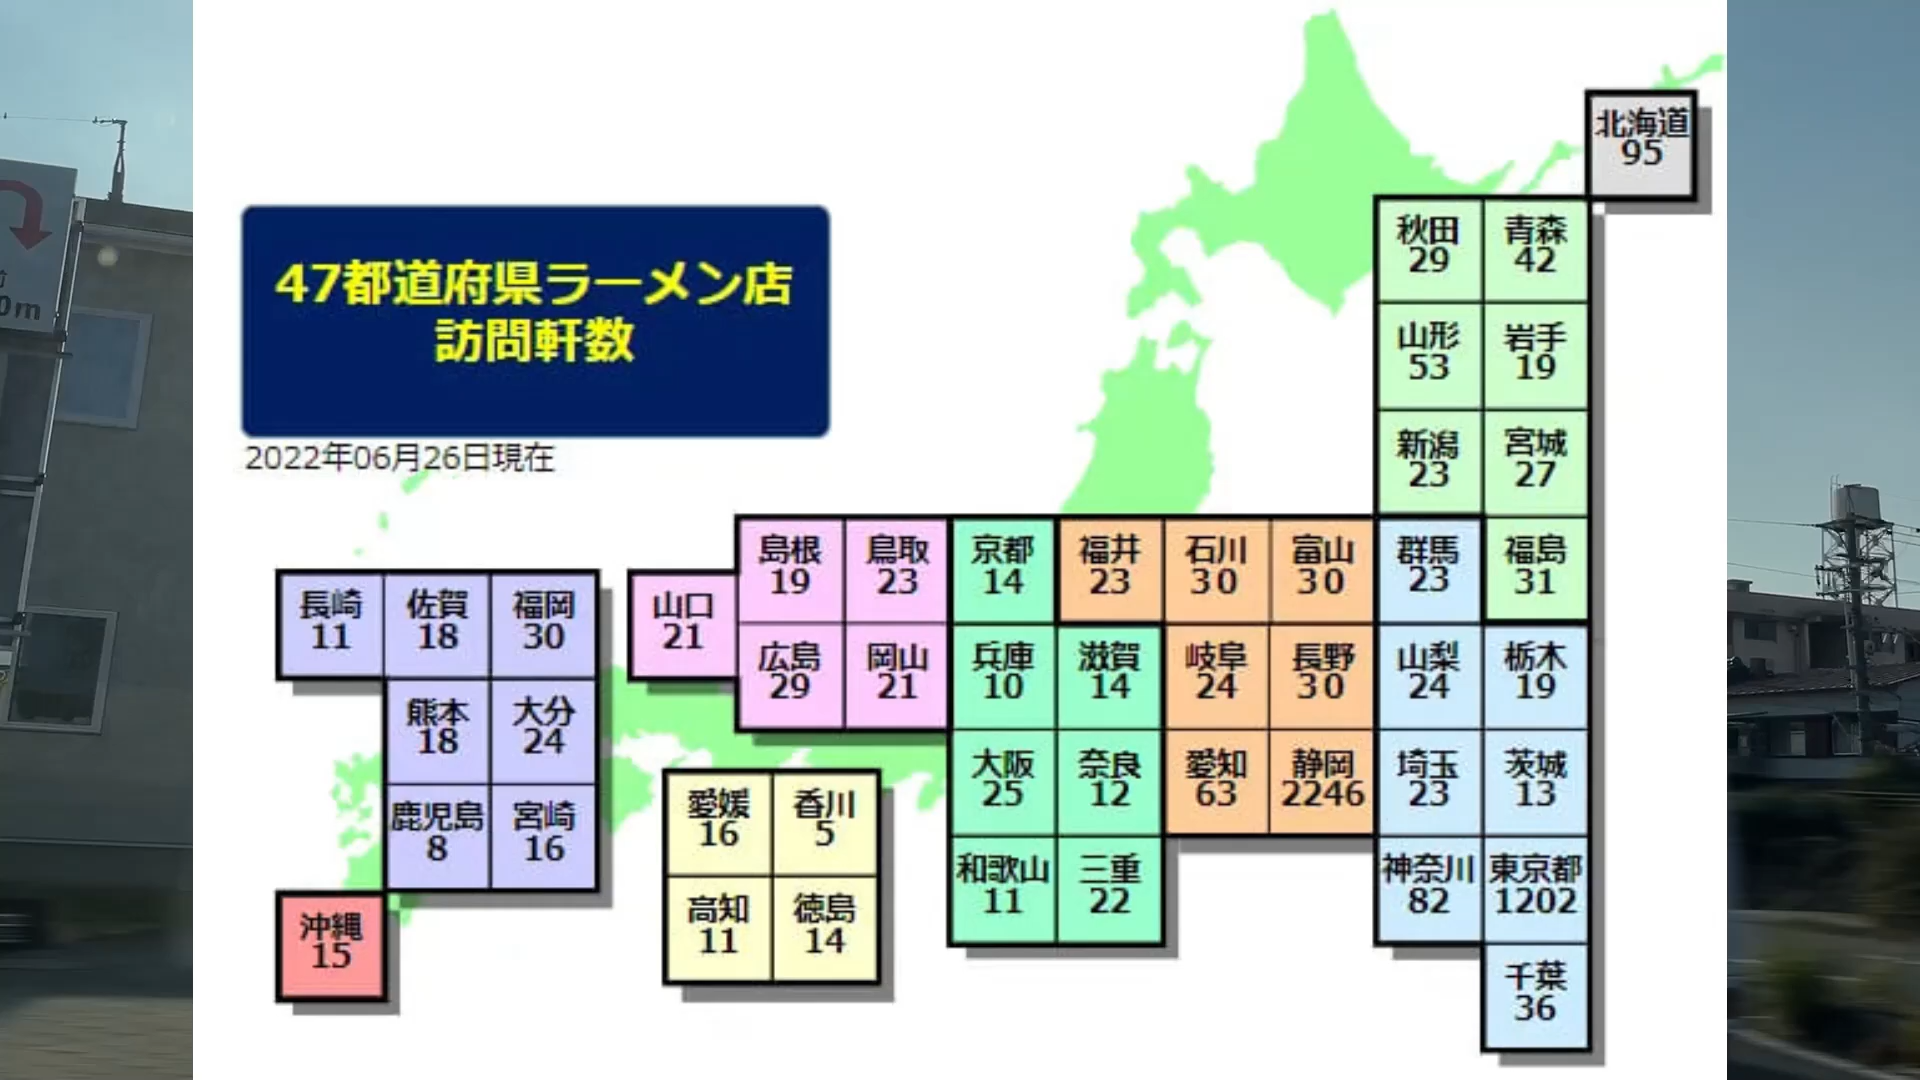 47都道府県ラーメン店
訪問軒数
2022年06月26日現在
北海道
95
秋田
29
青森
42
山形
53
岩手
19
新潟
23
宮城
27
島根
19
鳥取
23
京都
14
福井
23
石川
30
富山
30
群馬
23
福島
31
長崎
11
佐賀
18
福岡
30
山口
21
広島
29
岡山
21
兵庫
10
滋賀
14
岐阜
24
長野
30
山梨
24
栃木
19
熊本
18
大分
24
大阪
25
奈良
12
愛知
63
静岡
2246
埼玉
23
茨城
13
鹿児島
8
宮崎
16
愛媛
16
香川
5
和歌山
11
三重
22
神奈川
82
東京都
1202
沖縄
15
高知
11
徳島
14
千葉
36
0m